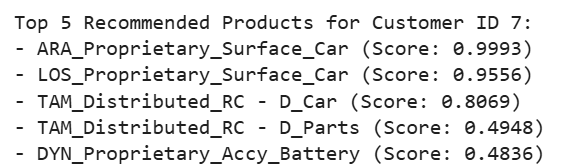 Top 5 Recommended Products for Customer ID 7:
- ARA_Proprietary_Surface_Car (Score: 0.9993)
- LOS_Proprietary_Surface_Car (Score: 0.9556)
- TAM_Distributed_RC - D_Car (Score: 0.8069)
- TAM_Distributed_RC - D_Parts (Score: 0.4948)
- DYN_Proprietary_Accy_Battery (Score: 0.4836)